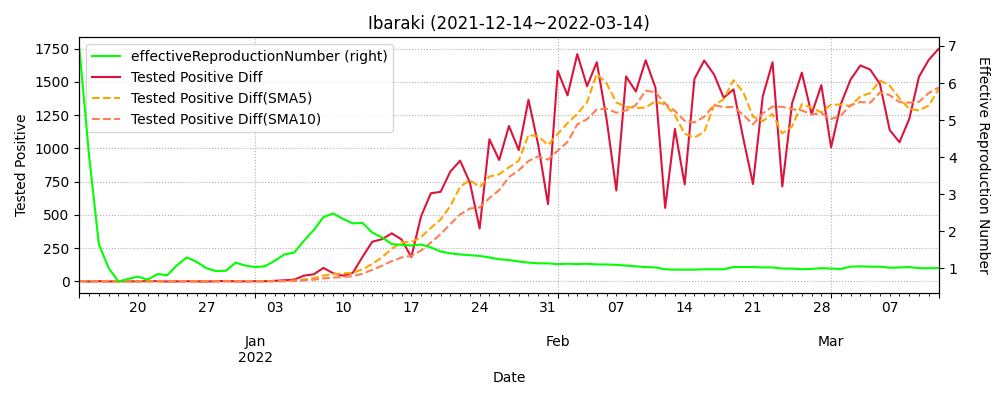 Ibaraki (2021-12-14~2022-03-14)
effectiveReproductionNumber (right)
Tested Positive Diff
Tested Positive Diff(SMA5)
Tested Positive Diff(SMA10)
Tested Positive
1750
1500
1250
1000
750
500
250
0
Effective Reproduction Number
7
6
5
4
3
2
1
20 27 03 10 17 24 31 07 14 21 28 07
Jan Feb Mar
2022
Date